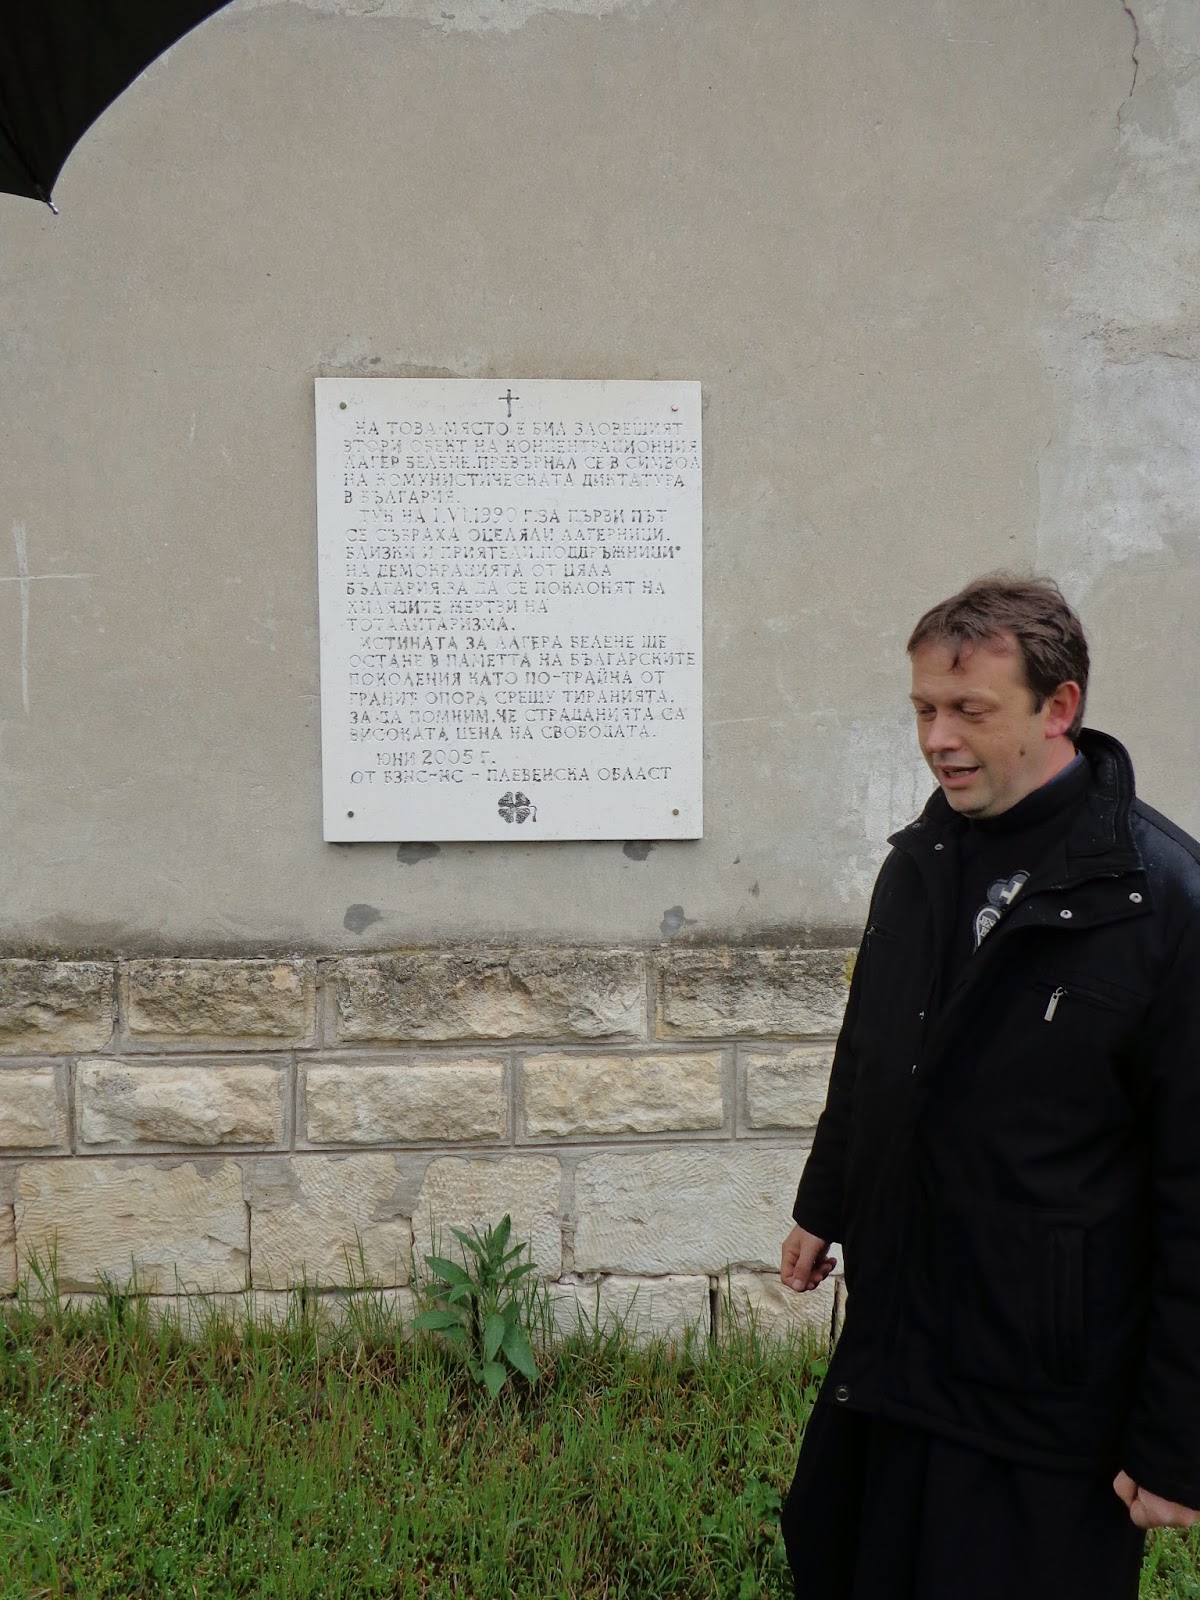 НА ТОВА МЯСТО Е БИЛ ЗЛОВЕЩИЯТ
ВТОРИ ОБЕКТ НА КОНЦЕНТРАЦИОННИЯ
ЛАГЕР БЕЛЕНЕ, ПРЕВЪРНАЛ СЕ В СИМВОЛ
НА КОМУНИСТИЧЕСКАТА ДИКТАТУРА
В БЪЛГАРИЯ.
ТУК НА 1.VI.1990 Г. ЗА ПЪРВИ ПЪТ
СЕ СЪБРАХА ОЦЕЛЯЛИ ЛАГЕРНИЦИ,
БЛИЗКИ И ПРИЯТЕЛИ, ПОДДРЪЖНИЦИ
НА ДЕМОКРАЦИЯТА ОТ ЦЯЛА
БЪЛГАРИЯ, ЗА ДА СЕ ПОКЛОНЯТ НА
ХИЛЯДИТЕ ЖЕРТВИ НА
ТОТАЛИТАРИЗМА.
ИСТИНАТА ЗА ЛАГЕРА БЕЛЕНЕ ЩЕ
ОСТАНЕ В ПАМЕТТА НА БЪЛГАРСКИТЕ
ПОКОЛЕНИЯ КАТО ПО-ТРАЙНА ОТ
ГРАНИТ ОПОРА СРЕЩУ ТИРАНИЯТА,
ЗА ДА ПОМНИМ, ЧЕ СТРАДАНИЯТА СА
ВИСОКАТА ЦЕНА НА СВОБОДАТА.
ЮНИ 2005 Г.
ОТ БЗНС-НС - ПЛЕВЕНСКА ОБЛАСТ